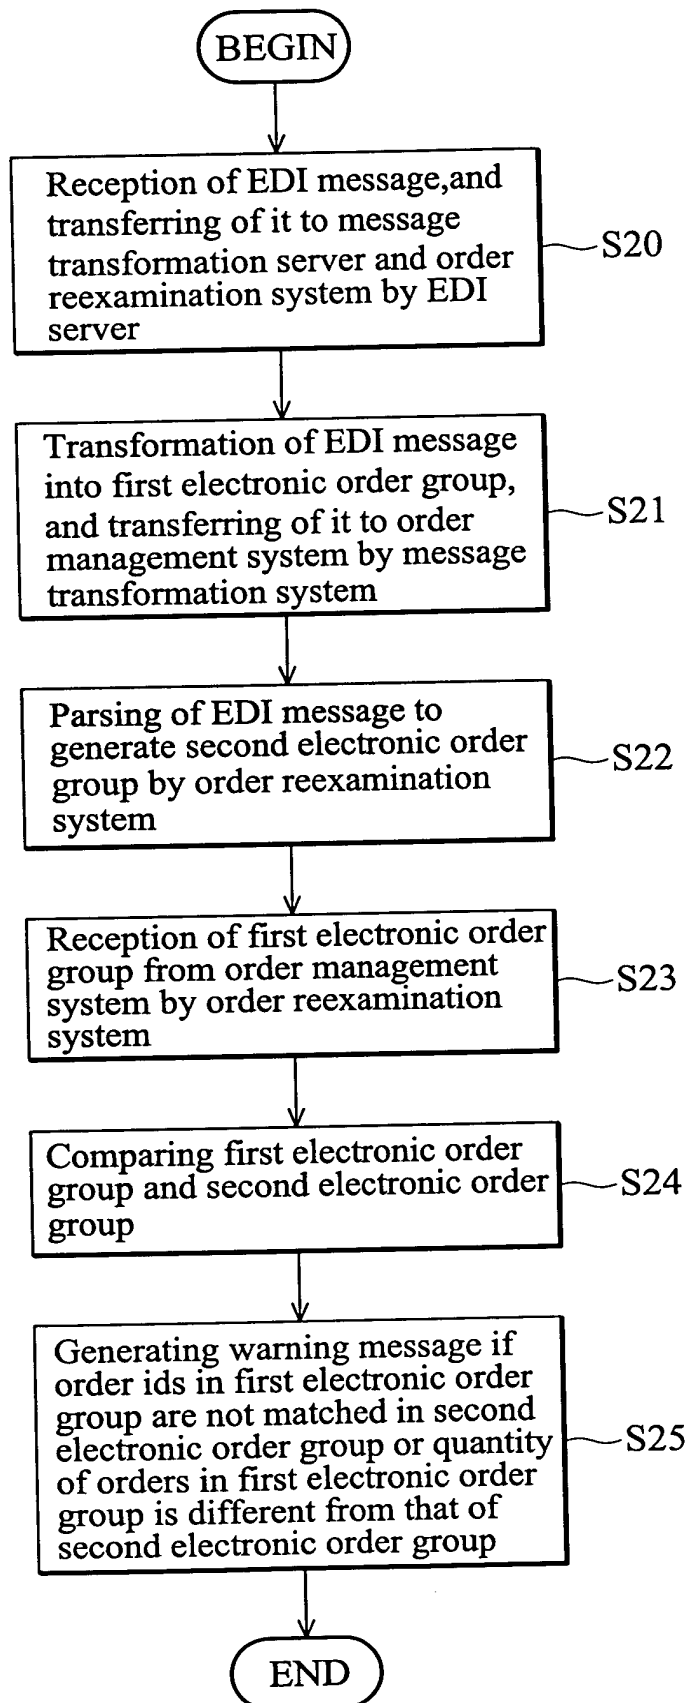 BEGIN
Reception of EDI message,and
transferring of it to message
transformation server and order
reexamination system by EDI
server
S20
Transformation of EDI message
into first electronic order group,
and transferring of it to order
management system by message
transformation system
S21
Parsing of EDI message to
generate second electronic order
group by order reexamination
system
S22
Reception of first electronic order
group from order management
system by order reexamination
system
S23
Comparing first electronic order
group and second electronic order
group
S24
Generating warning message if
order ids in first electronic order
group are not matched in second
electronic order group or quantity
of orders in first electronic order
group is different from that of
second electronic order group
S25
END